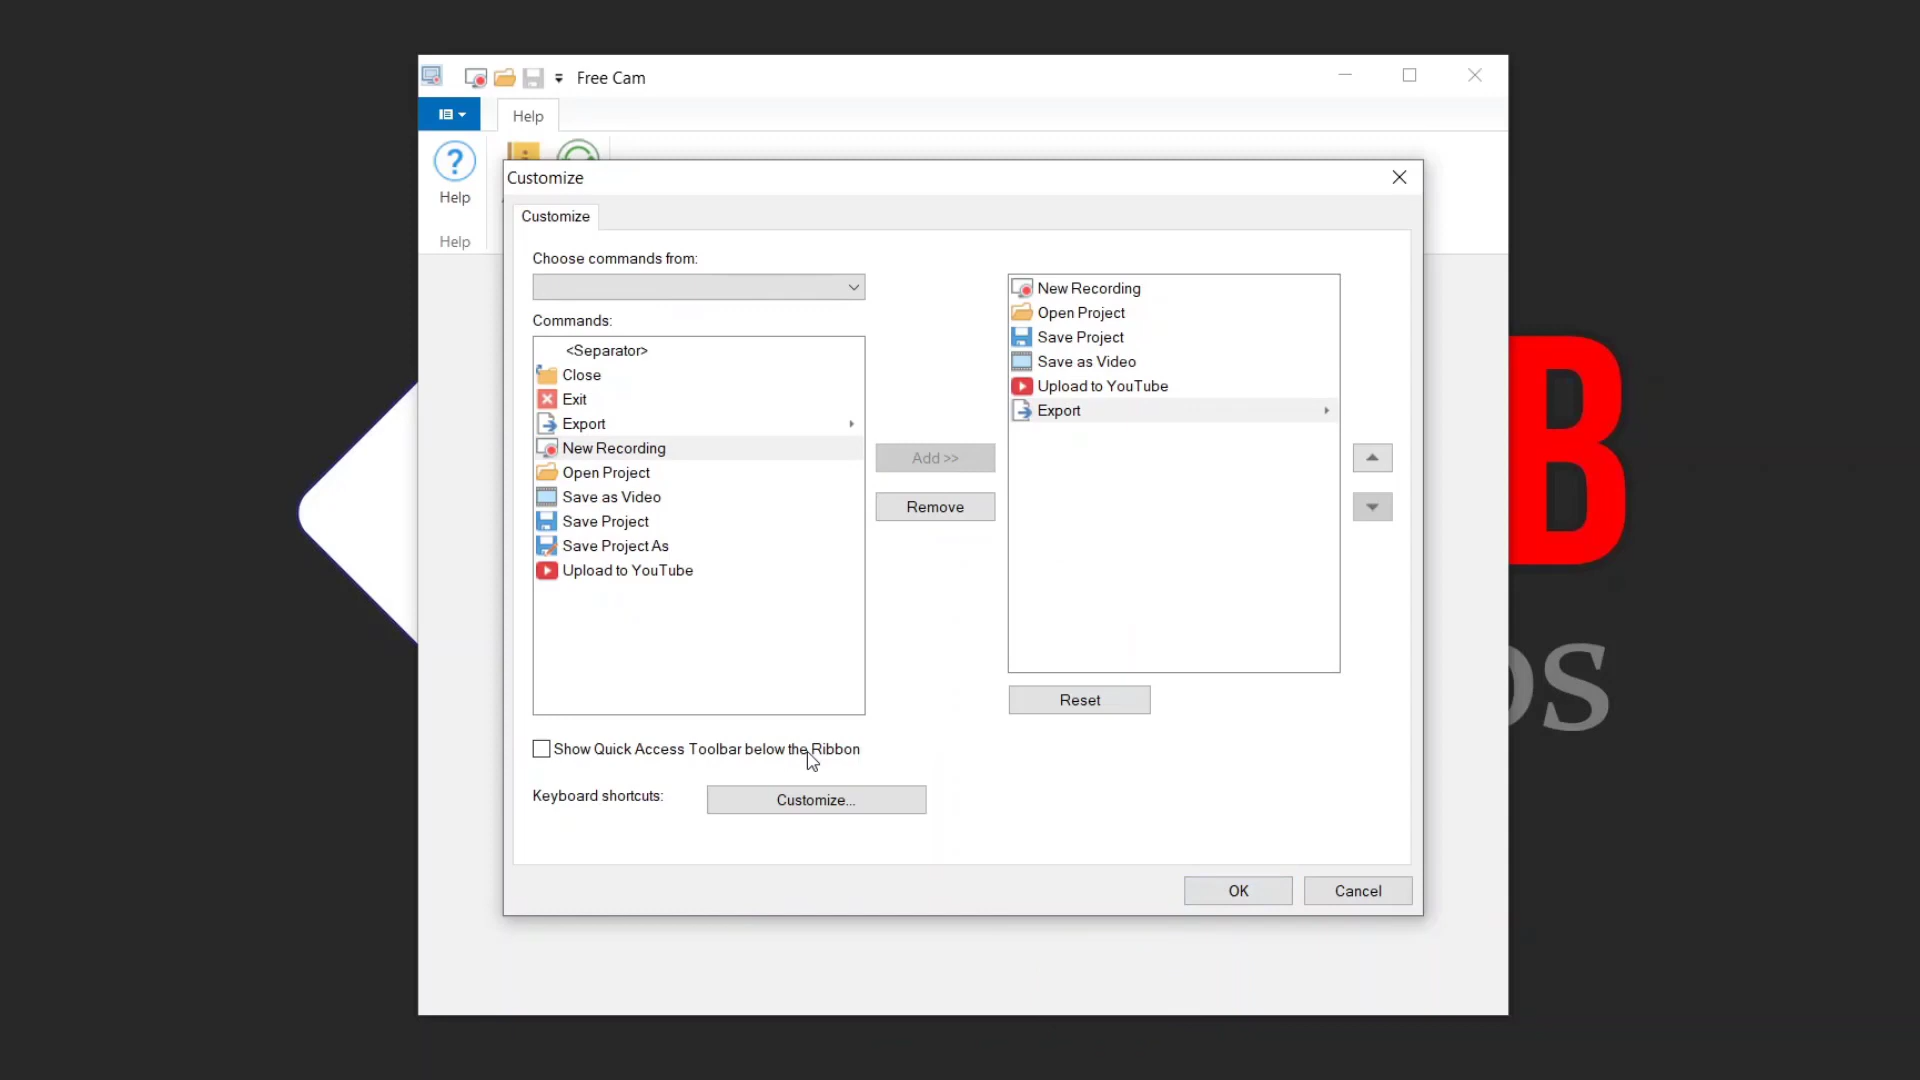 Free Cam
Help
Help
Help
Customize
Customize
Choose commands from:
Commands:
<Separator>
Close
Exit
Export
New Recording
Open Project
Save as Video
Save Project
Save Project As
Upload to YouTube
Add >>
Remove
New Recording
Open Project
Save Project
Save as Video
Upload to YouTube
Export
Reset
Show Quick Access Toolbar below the Ribbon
Keyboard shortcuts:
Customize...
OK
Cancel
B
os